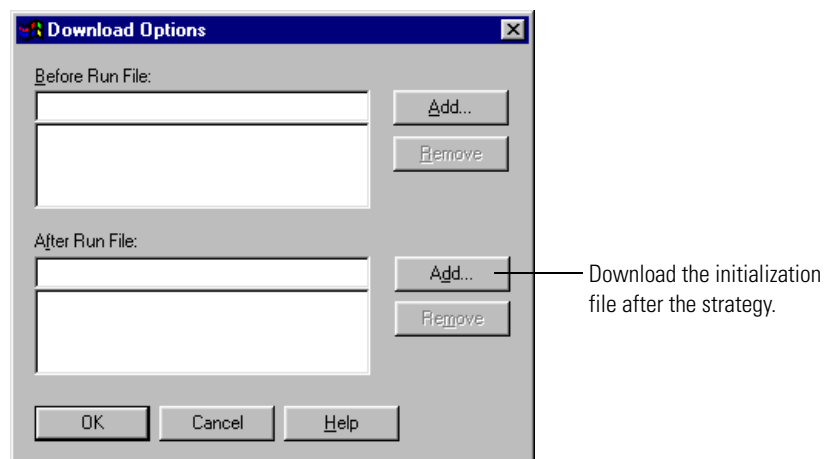 Download Options
Before Run File:
Add...
Remove
After Run File:
Add...
Remove
Download the initialization
file after the strategy.
OK
Cancel
Help